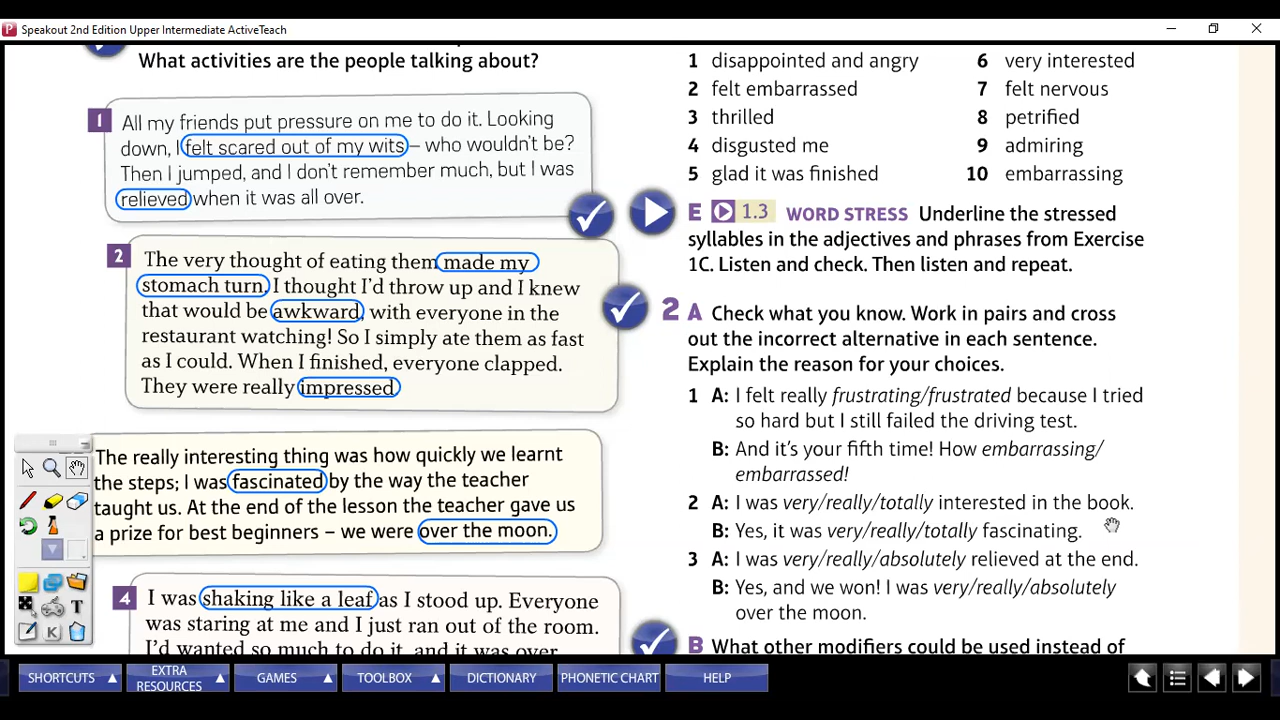 Speakout 2nd Edition Upper Intermediate ActiveTeach
What activities are the people talking about?
1
All my friends put pressure on me to do it. Looking
down, I felt scared out of my wits – who wouldn't be?
Then I jumped, and I don't remember much, but I was
relieved when it was all over.
2
The very thought of eating them made my
stomach turn. I thought I'd throw up and I knew
that would be awkward, with everyone in the
restaurant watching! So I simply ate them as fast
as I could. When I finished, everyone clapped.
They were really impressed
The really interesting thing was how quickly we learnt
the steps; I was fascinated by the way the teacher
taught us. At the end of the lesson the teacher gave us
a prize for best beginners – we were over the moon.
4
I was shaking like a leaf as I stood up. Everyone
was staring at me and I just ran out of the room.
I'd wanted so much to do it, and it was over
1 disappointed and angry
2 felt embarrassed
3 thrilled
4 disgusted me
5 glad it was finished
6 very interested
7 felt nervous
8 petrified
9 admiring
10 embarrassing
E 1.3 WORD STRESS Underline the stressed
syllables in the adjectives and phrases from Exercise
1C. Listen and check. Then listen and repeat.
2 A Check what you know. Work in pairs and cross
out the incorrect alternative in each sentence.
Explain the reason for your choices.
1 A: I felt really frustrating/frustrated because I tried
so hard but I still failed the driving test.
B: And it's your fifth time! How embarrassing/
embarrassed!
2 A: I was very/really/totally interested in the book.
B: Yes, it was very/really/totally fascinating.
3 A: I was very/really/absolutely relieved at the end.
B: Yes, and we won! I was very/really/absolutely
over the moon.
B What other modifiers could be used instead of
T
K
SHORTCUTS
EXTRA
RESOURCES
GAMES
TOOLBOX
DICTIONARY
PHONETIC CHART
HELP